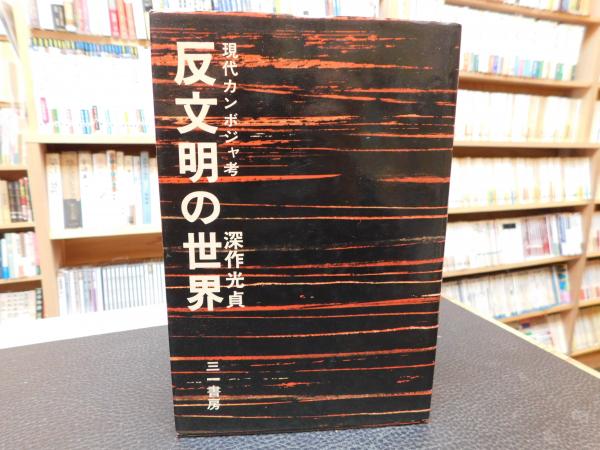 現代カンボジャ考
反文明の世界
深作光貞
三一書房